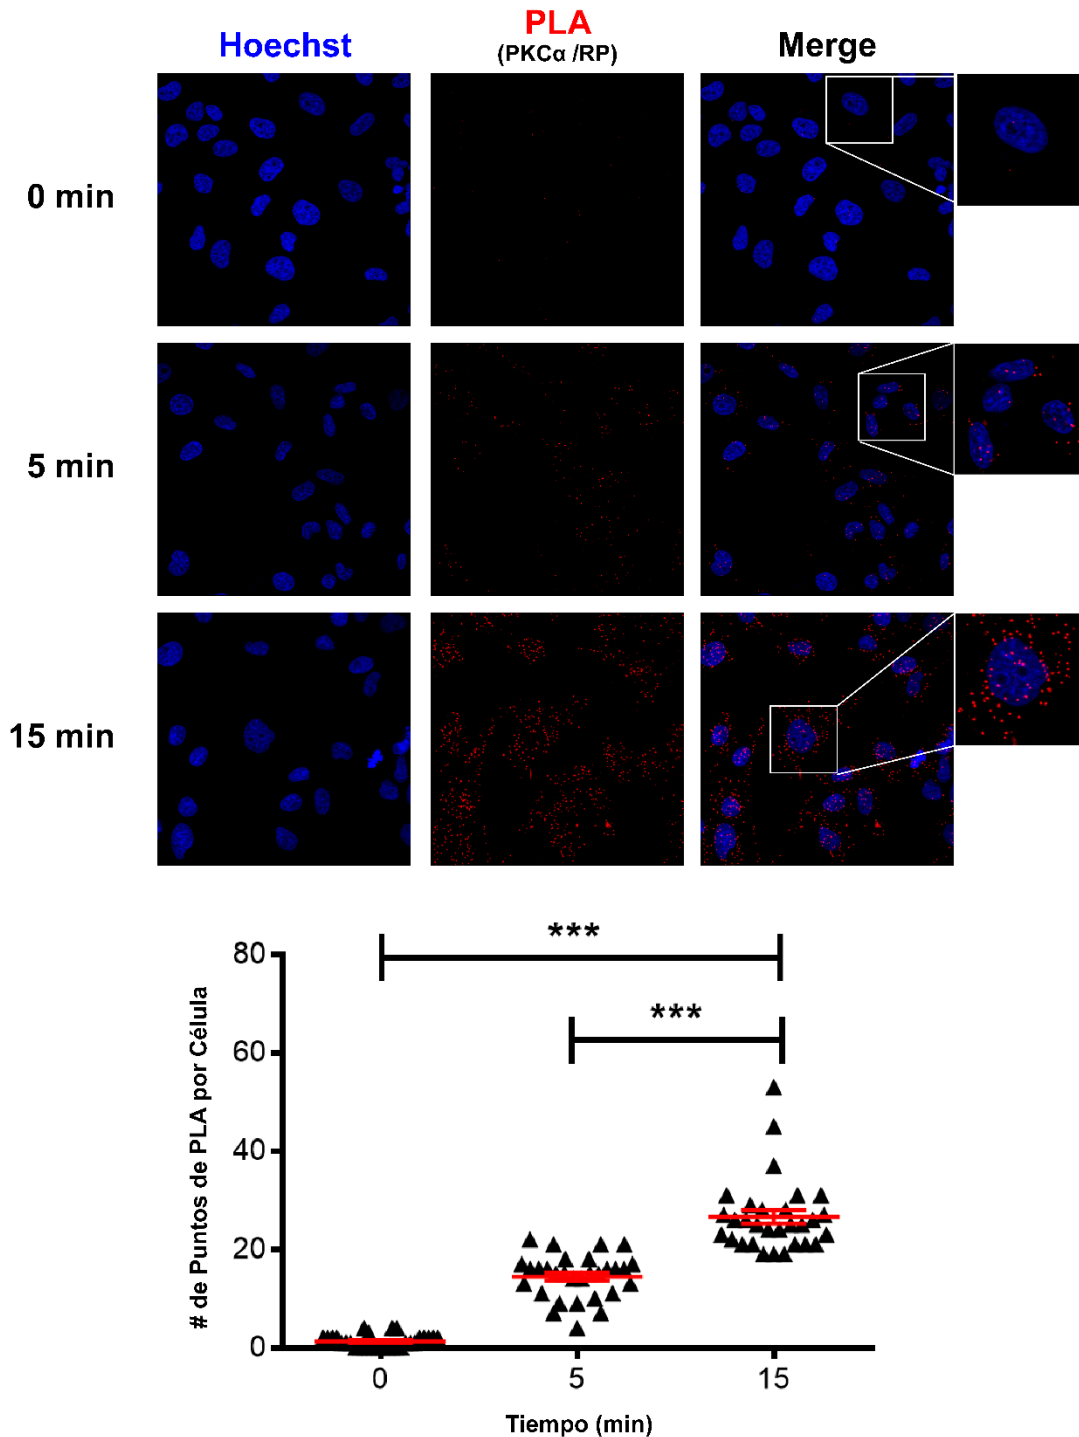 Hoechst
PLA
(PKCα /RP)
Merge
0 min
5 min
15 min
***
***
80
60
40
20
0
# de Puntos de PLA por Célula
0 5 15
Tiempo (min)